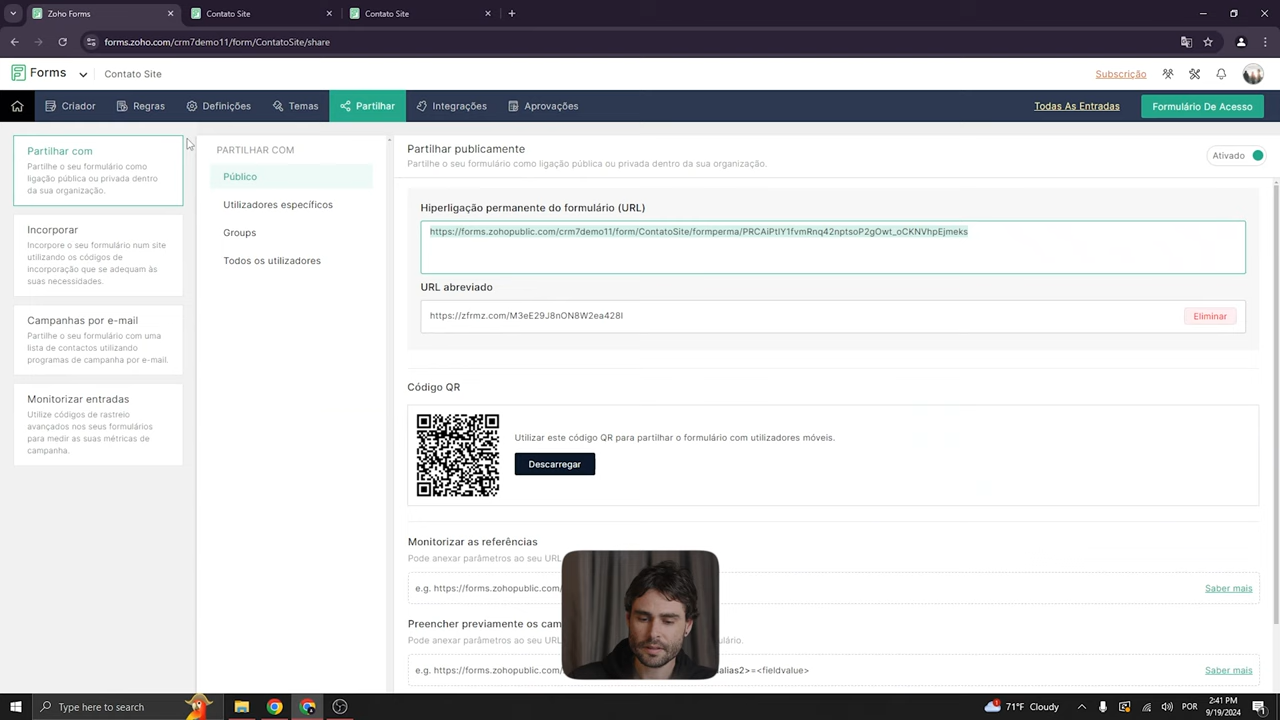 Zoho Forms
Contato Site
Contato Site
forms.zoho.com/crm7demo11/form/ContatoSite/share
Forms
Contato Site
Subscrição
Criador
Regras
Definições
Temas
Partilhar
Integrações
Aprovações
Todas As Entradas
Formulário De Acesso
Partilhar com
Partilhe o seu formulário como
ligação pública ou privada dentro
da sua organização.
Incorporar
Incorpore o seu formulário num site
utilizando os códigos de
incorporação que se adequam às
suas necessidades.
Campanhas por e-mail
Partilhe o seu formulário com uma
lista de contactos utilizando
programas de campanha por e-mail.
Monitorizar entradas
Utilize códigos de rastreio
avançados nos seus formulários
para medir as suas métricas de
campanha.
PARTILHAR COM
Público
Utilizadores específicos
Groups
Todos os utilizadores
Partilhar publicamente
Partilhe o seu formulário como ligação pública ou privada dentro da sua organização.
Ativado
Hiperligação permanente do formulário (URL)
https://forms.zohopublic.com/crm7demo11/form/ContatoSite/formperma/PRCAiPtIY1fvmRnq42nptsoP2gOwt_oCKNVhpEjmeks
URL abreviado
https://zfrmz.com/M3eE29J8nON8W2ea428I
Eliminar
Código QR
Utilizar este código QR para partilhar o formulário com utilizadores móveis.
Descarregar
Monitorizar as referências
Pode anexar parâmetros ao seu URL
e.g. https://forms.zohopublic.com/
Saber mais
Preencher previamente os cam
Pode anexar parâmetros ao seu URL
mulário.
e.g. https://forms.zohopublic.com/
alias2>=<fieldvalue>
Saber mais
Type here to search
71°F Cloudy
POR
2:41 PM
9/19/2024